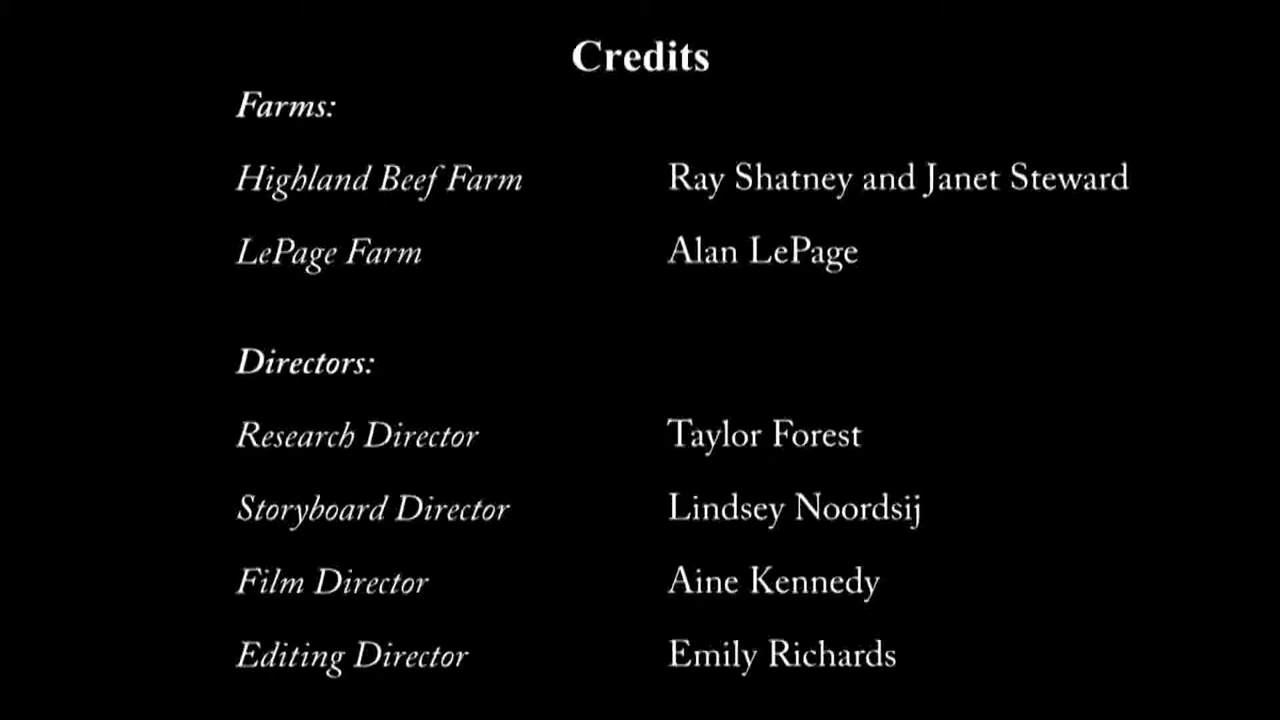 Credits
Farms:
Highland Beef Farm Ray Shatney and Janet Steward
LePage Farm Alan LePage
Directors:
Research Director Taylor Forest
Storyboard Director Lindsey Noordsij
Film Director Aine Kennedy
Editing Director Emily Richards